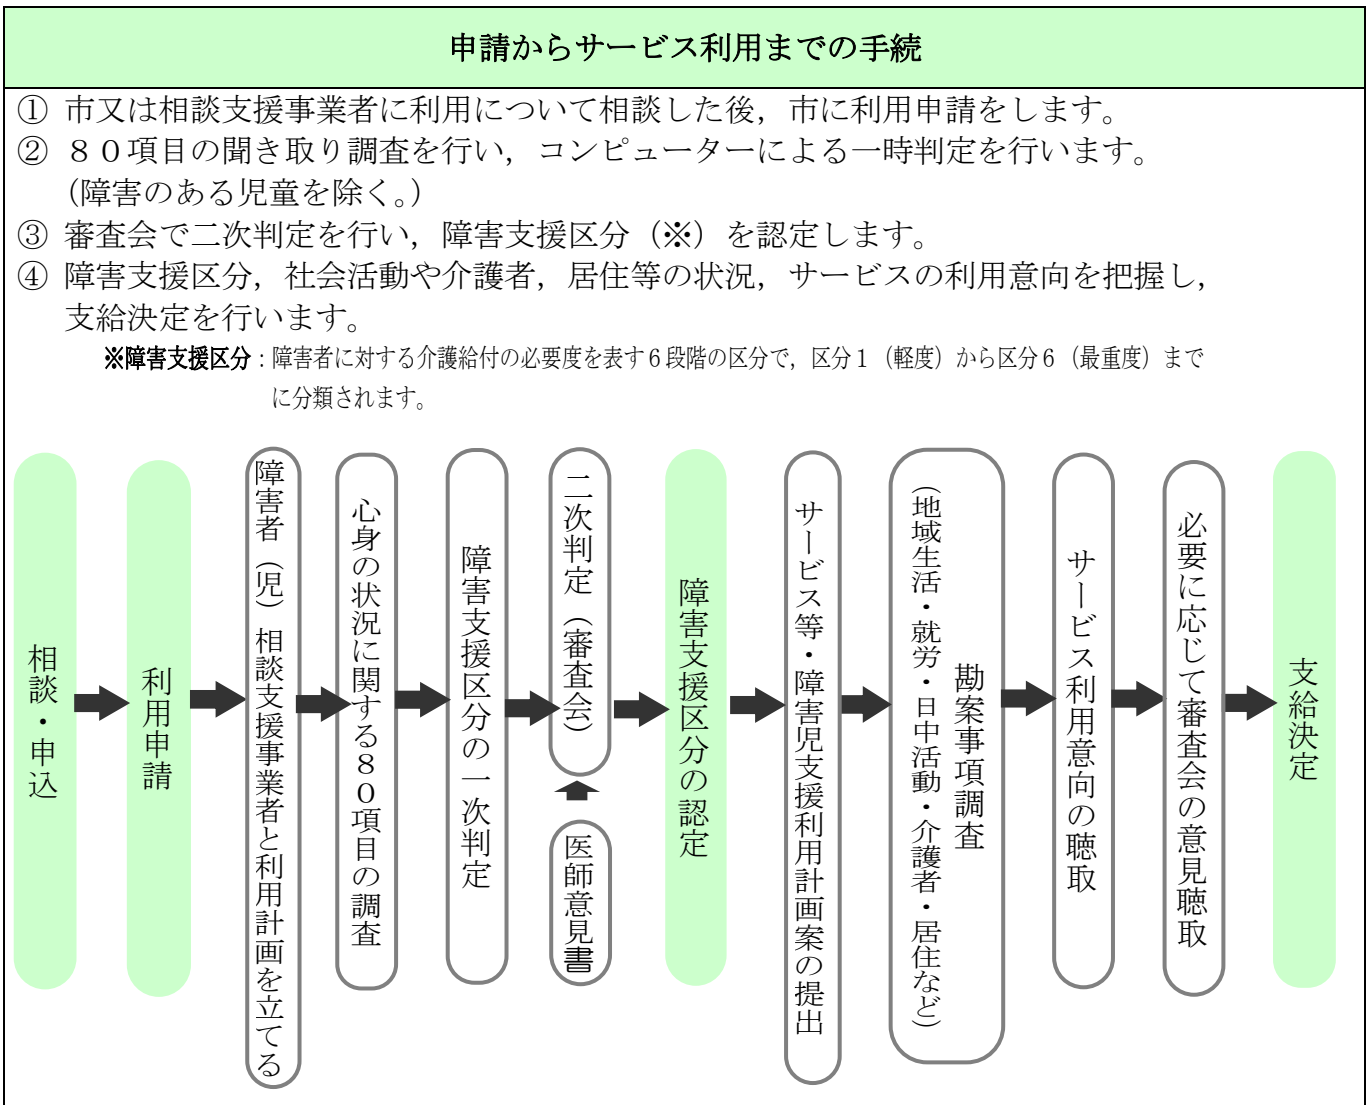 申請からサービス利用までの手続
① 市又は相談支援事業者に利用について相談した後，市に利用申請をします。
② ８０項目の聞き取り調査を行い，コンピューターによる一時判定を行います。
（障害のある児童を除く。）
③ 審査会で二次判定を行い，障害支援区分（※）を認定します。
④ 障害支援区分，社会活動や介護者，居住等の状況，サービスの利用意向を把握し，
支給決定を行います。
※障害支援区分：障害者に対する介護給付の必要度を表す６段階の区分で，区分１（軽度）から区分６（最重度）まで
に分類されます。
相談・申込
利用申請
障害者（児）相談支援事業者と利用計画を立てる
心身の状況に関する８０項目の調査
障害支援区分の一次判定
二次判定（審査会）
医師意見書
障害支援区分の認定
サービス等・障害児支援利用計画案の提出
勘案事項調査
（地域生活・就労・日中活動・介護者・居住など）
サービス利用意向の聴取
必要に応じて審査会の意見聴取
支給決定